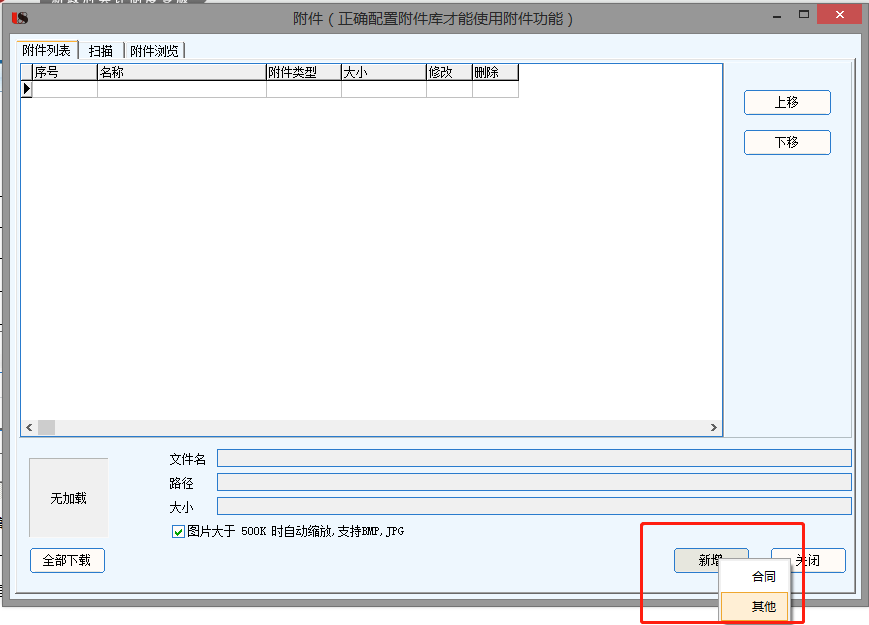 附件（正确配置附件库才能使用附件功能）
附件列表 扫描 附件浏览
序号 名称 附件类型 大小 修改 删除
上移
下移
文件名
无加载
路径
大小
图片大于 500K 时自动缩放,支持BMP,JPG
全部下载 新增 关闭
合同
其他